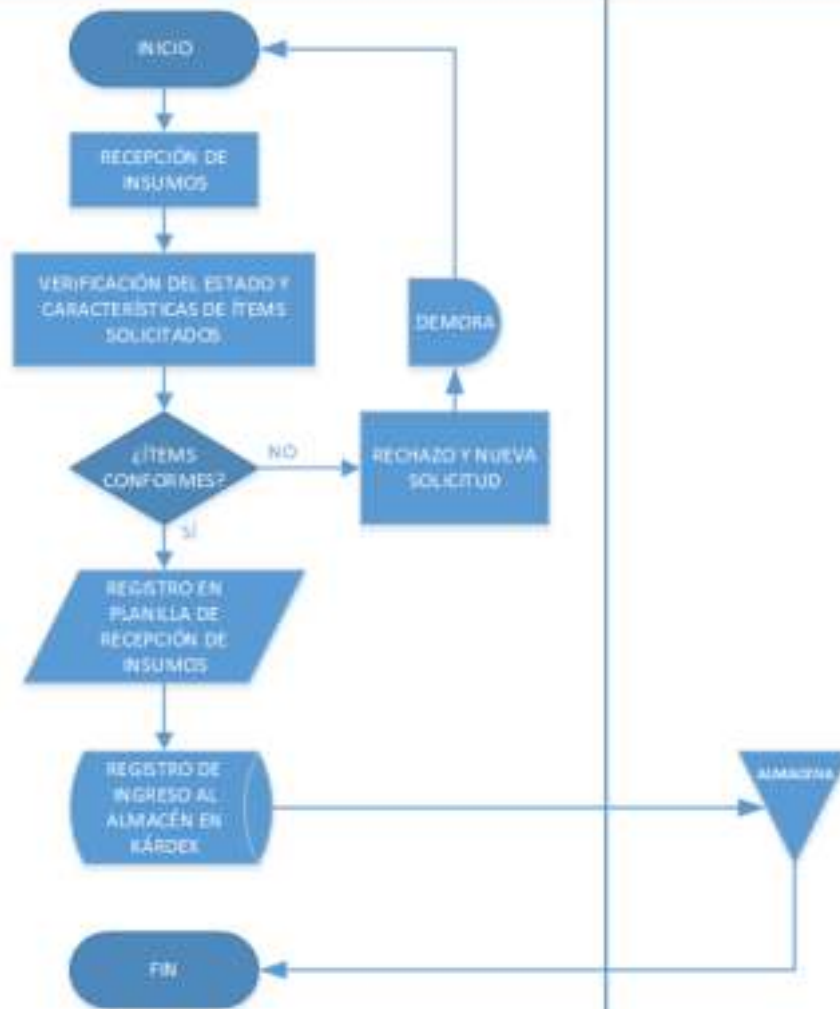 INICIO
RECEPCIÓN DE
INSUMOS
VERIFICACIÓN DEL ESTADO Y
CARACTERÍSTICAS DE ÍTEMS
SOLICITADOS
DEMORA
¿ÍTEMS
CONFORMES?
NO
RECHAZO Y NUEVA
SOLICITUD
SÍ
REGISTRO EN
PLANILLA DE
RECEPCIÓN DE
INSUMOS
REGISTRO DE
INGRESO AL
ALMACÉN EN
KÁRDEX
ALMACENA
FIN